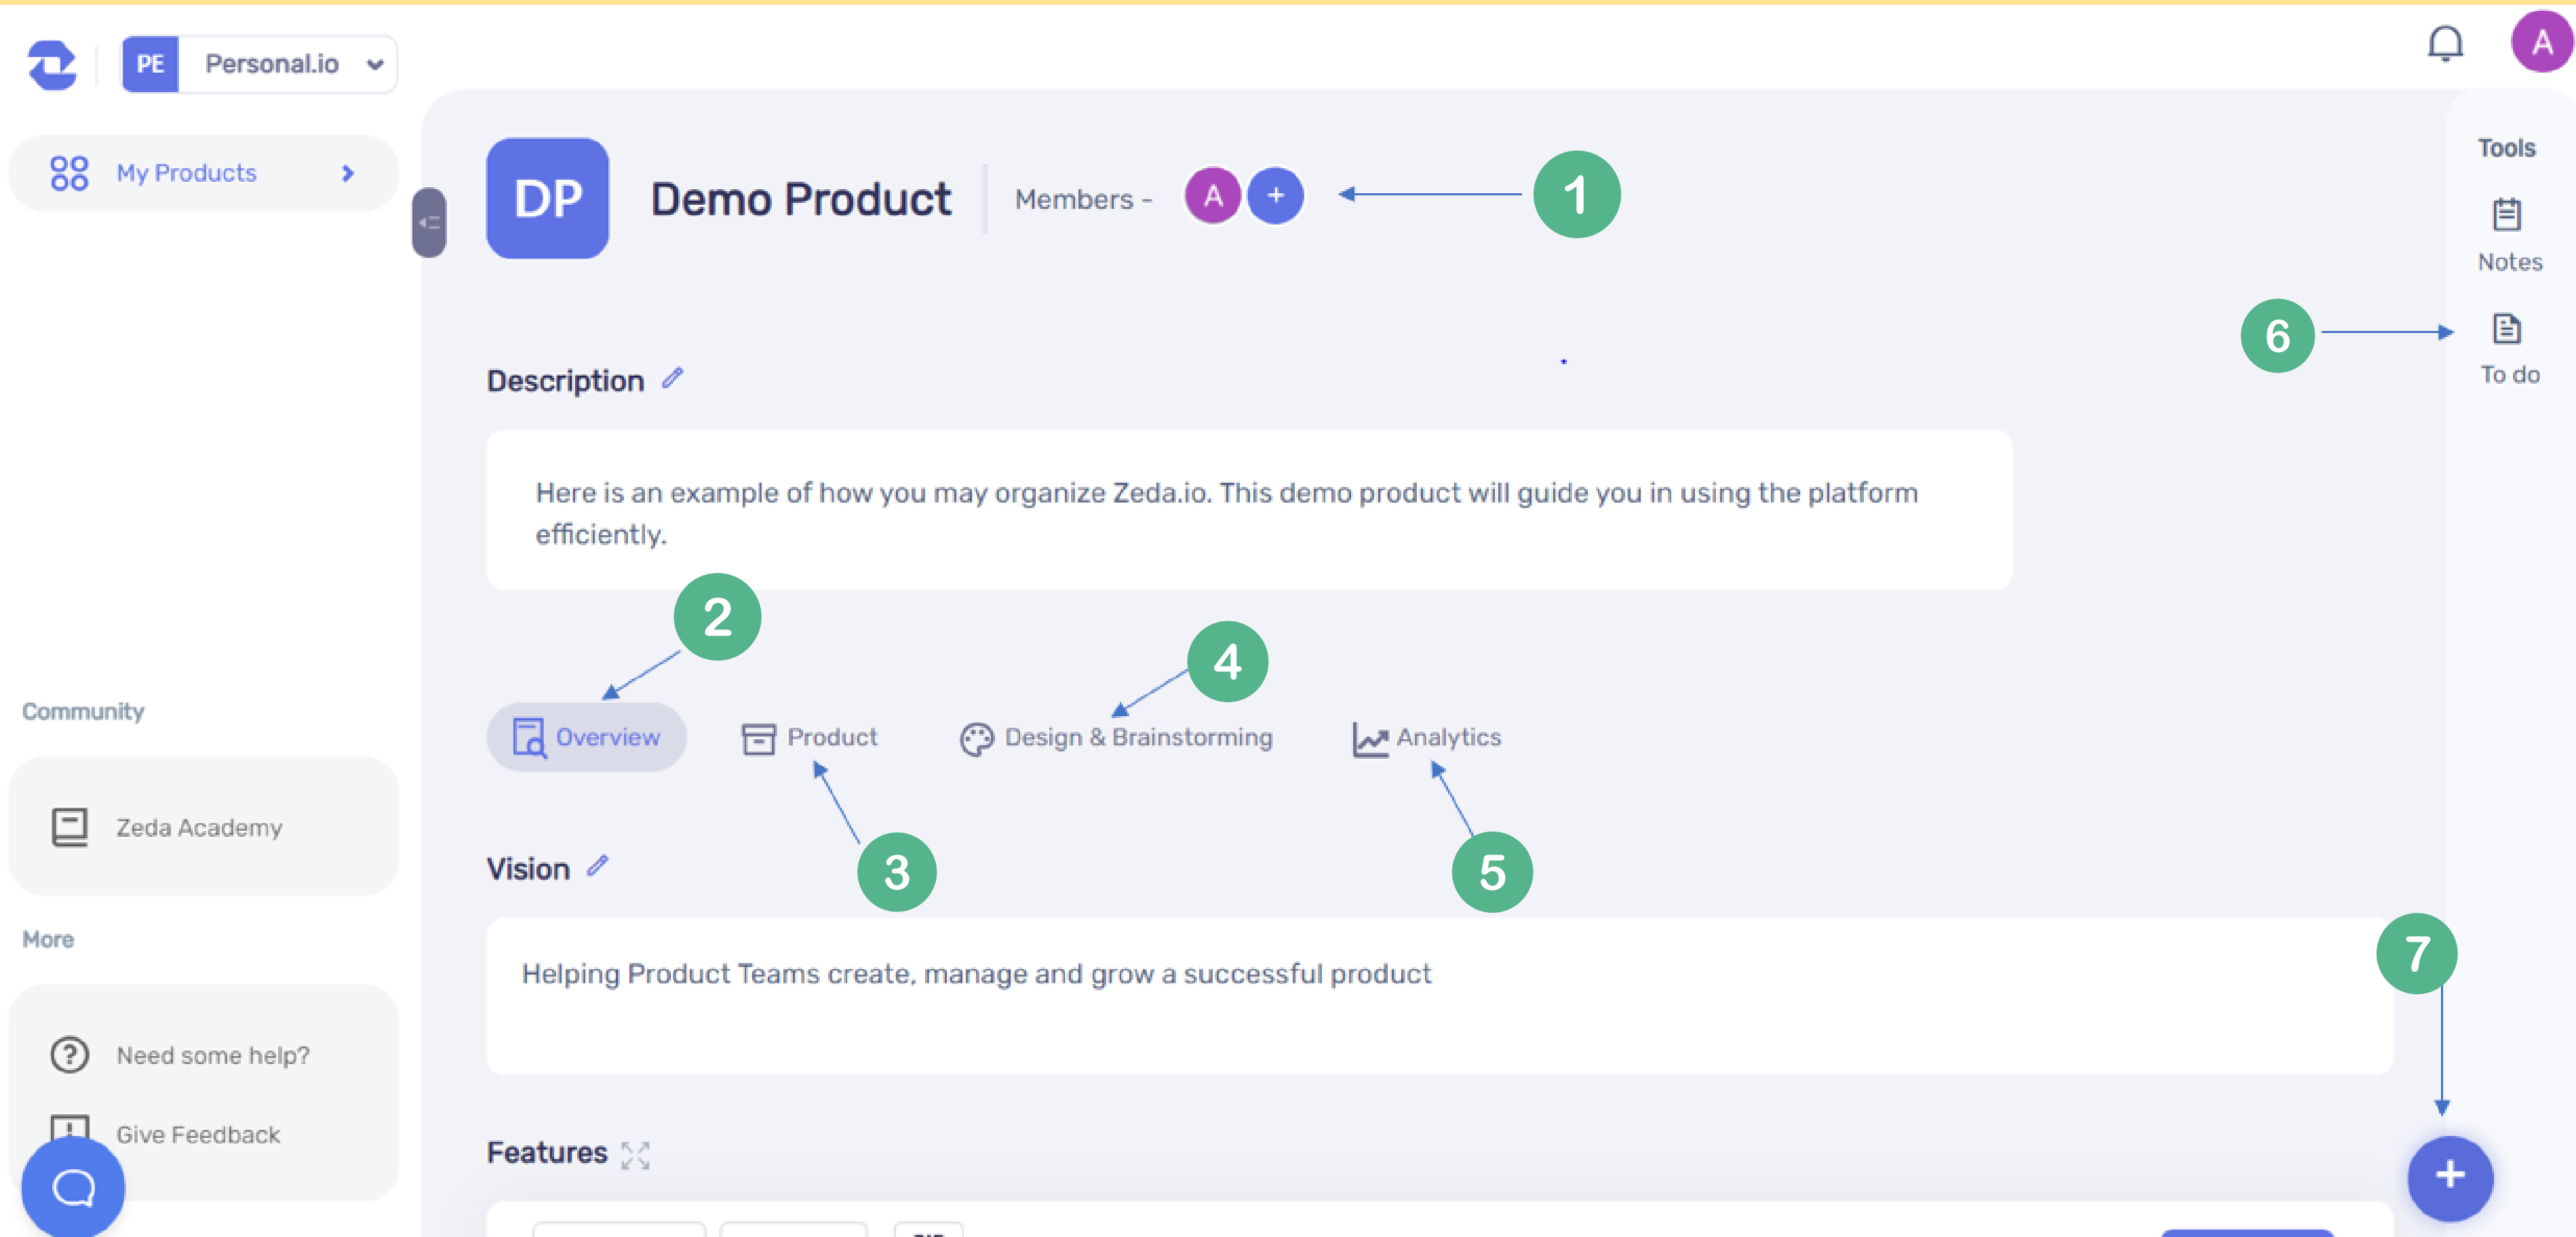 PE Personal.io
A
My Products
DP Demo Product Members - A + 1
Tools
Notes
6
To do
Description
Here is an example of how you may organize Zeda.io. This demo product will guide you in using the platform
efficiently.
2
4
Overview Product Design & Brainstorming Analytics
3
5
Community
Zeda Academy
Vision
Helping Product Teams create, manage and grow a successful product
7
More
Need some help?
Give Feedback
Features
+